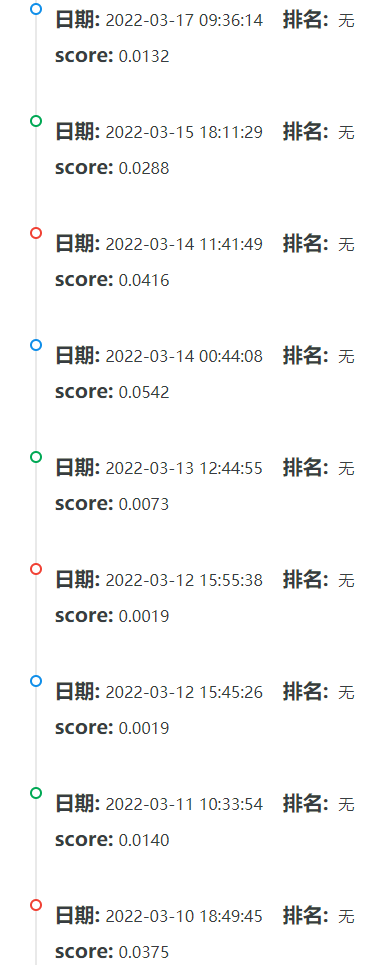 日期: 2022-03-17 09:36:14 排名: 无
score: 0.0132
日期: 2022-03-15 18:11:29 排名: 无
score: 0.0288
日期: 2022-03-14 11:41:49 排名: 无
score: 0.0416
日期: 2022-03-14 00:44:08 排名: 无
score: 0.0542
日期: 2022-03-13 12:44:55 排名: 无
score: 0.0073
日期: 2022-03-12 15:55:38 排名: 无
score: 0.0019
日期: 2022-03-12 15:45:26 排名: 无
score: 0.0019
日期: 2022-03-11 10:33:54 排名: 无
score: 0.0140
日期: 2022-03-10 18:49:45 排名: 无
score: 0.0375